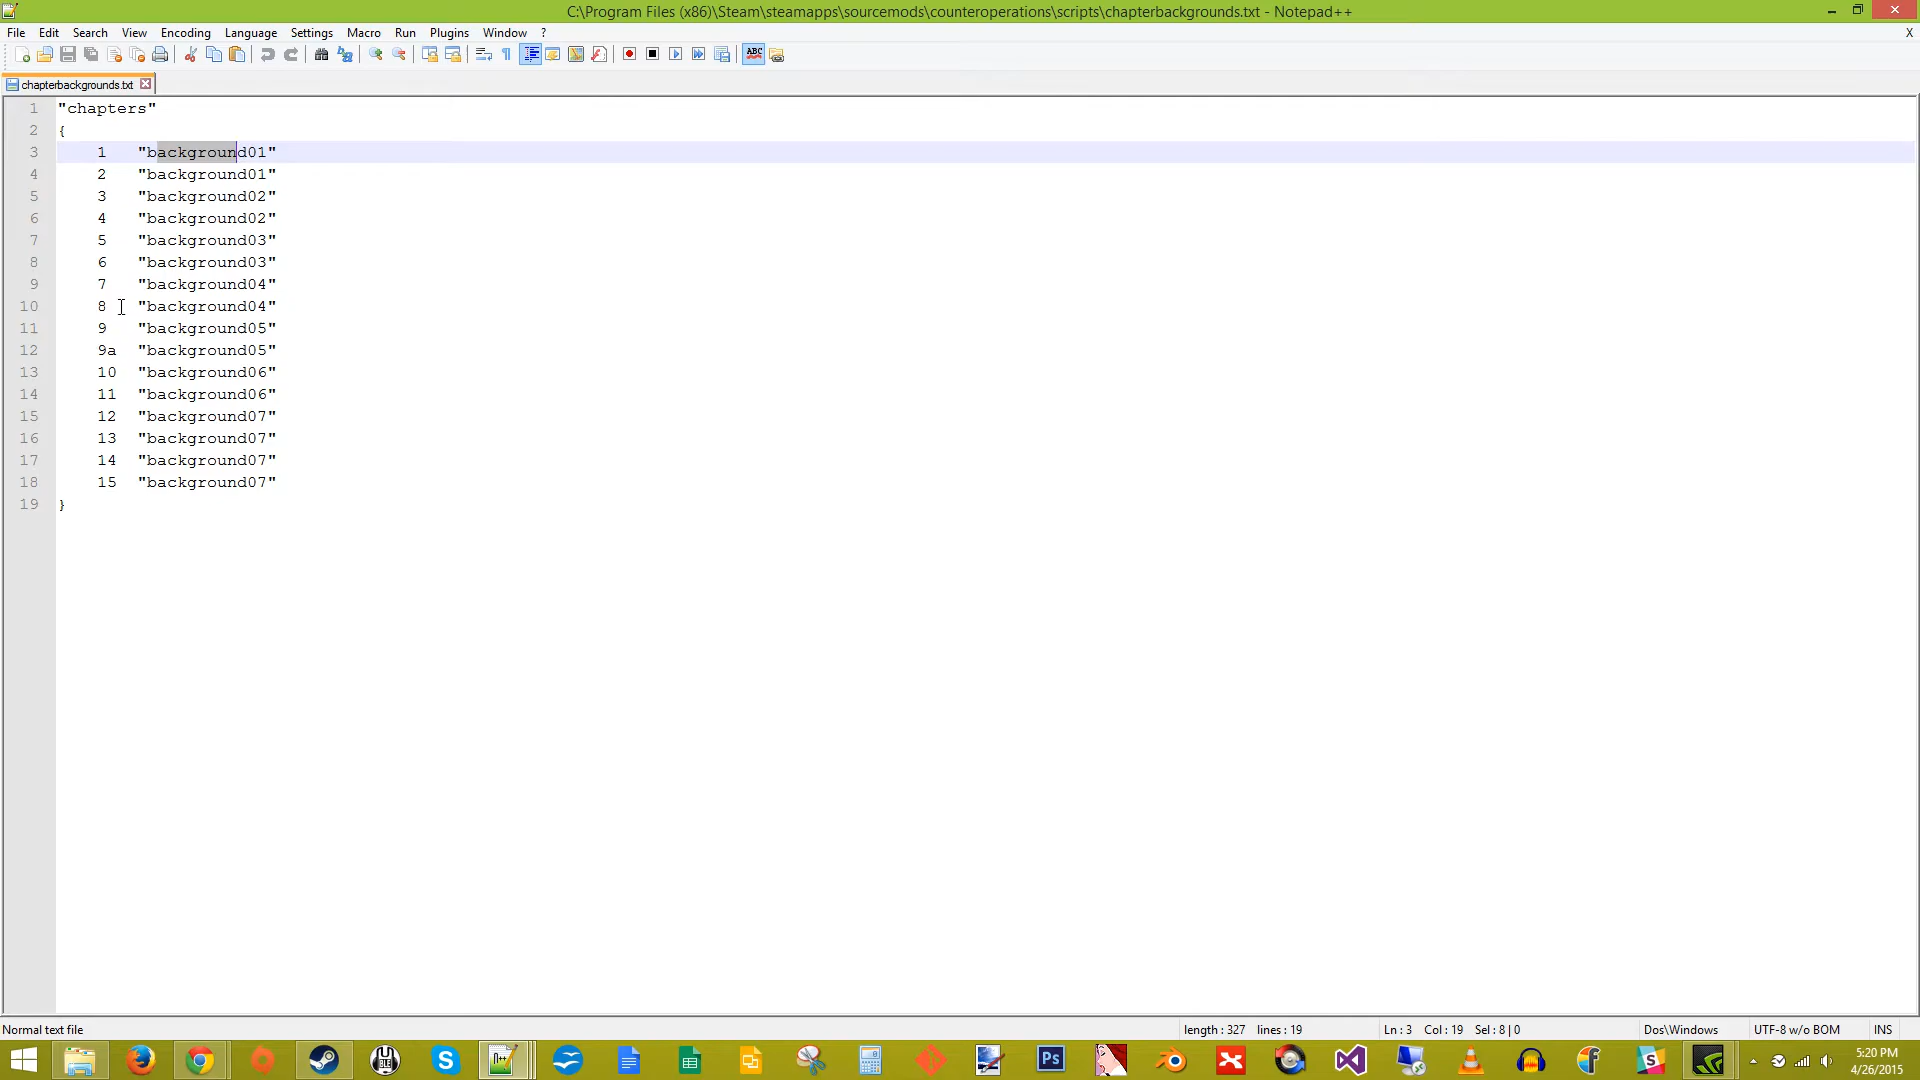 C:\Program Files (x86)\Steam\steamapps\sourcemods\counteroperations\scripts\chapterbackgrounds.txt - Notepad++
File Edit Search View Encoding Language Settings Macro Run Plugins Window ? X
ABC
chapterbackgrounds.txt
1 "chapters"
2 {
3 1 "background01"
4 2 "background01"
5 3 "background02"
6 4 "background02"
7 5 "background03"
8 6 "background03"
9 7 "background04"
10 8 "background04"
11 9 "background05"
12 9a "background05"
13 10 "background06"
14 11 "background06"
15 12 "background07"
16 13 "background07"
17 14 "background07"
18 15 "background07"
19 }
Normal text file length : 327 lines : 19 Ln : 3 Col : 19 Sel : 8 | 0 Dos\Windows UTF-8 w/o BOM INS
Ps
5:20 PM
4/26/2015